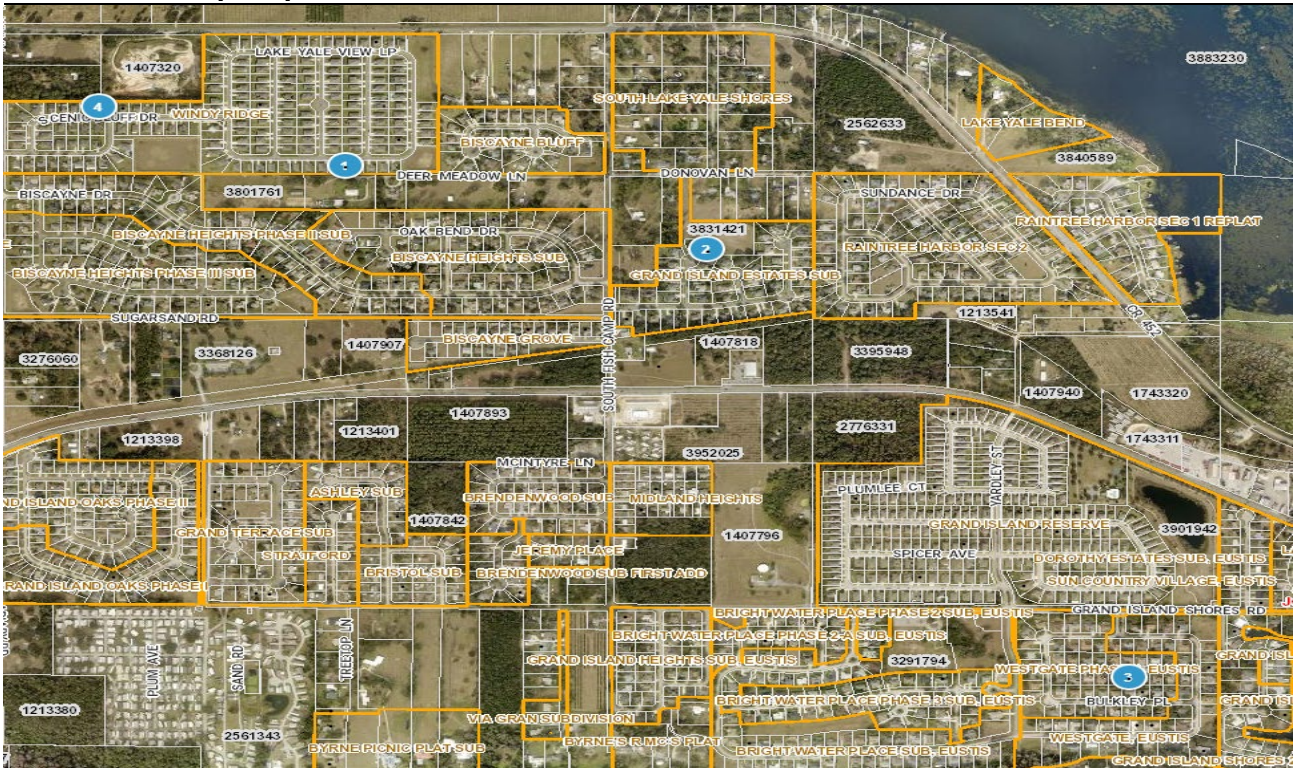 LAKE YALE VIEW LP
3883230
1407320
SOUTH LAKE YALE SHORES
4
SCENIC BLUFF DR
WINDY RIDGE
2562633
LAKE YALE BEND
BISCAYNE BLUFF
3840589
DEER MEADOW LN
DONOVAN LN
BISCAYNE DR
3801761
SUNDANCE DR
RAINTREE HARBOR SEC 1 REPLAT
BISCAYNE HEIGHTS PHASE II SUB
OAK BEND DR
3831421
2
RAINTREE HARBOR SEC 2
BISCAYNE HEIGHTS SUB
BISCAYNE HEIGHTS PHASE III SUB
GRAND ISLAND ESTATES SUB
SUGARSAND RD
1213541
CR 452
SOUTH FISH CAMP RD
BISCAYNE GROVE
3276060
3368126
1407907
1407818
3395948
1407940
1743320
1407893
1213398
1213401
2776331
1743311
3952025
MCINTYRE LN
ND ISLAND OAKS PHASE II
ASHLEY SUB
BRENDENWOOD SUB
MIDLAND HEIGHTS
PLUMLEE CT
YARDLEY ST
1407842
GRAND ISLAND RESERVE
3901942
GRAND TERRACE SUB
1407796
STRATFORD
JEREMY PLACE
SPICER AVE
DOROTHY ESTATES SUB, EUSTIS
BRISTOL SUB
BRENDENWOOD SUB FIRST ADD
SUN COUNTRY VILLAGE, EUSTIS
RAND ISLAND OAKS PHASE I
BRIGHT WATER PLACE PHASE 2 SUB, EUSTIS
GRAND ISLAND SHORES RD
BRIGHT WATER PLACE PHASE 2-A SUB, EUSTIS
PLUM AVE
SAND RD
TREETOP LN
GRAND ISLAND HEIGHTS SUB, EUSTIS
3291794
GRAND ISL
WESTGATE PHAS EUSTIS
3
BRIGHT WATER PLACE PHASE 3 SUB, EUSTIS
BULKLEY PL
GRAND IS
1213380
VIA GRAN SUBDIVISION
2561343
BYRNE PICNIC PLAT SUB
BYRNE'S R MC'S PLAT
BRIGHT WATER PLACE SUB, EUSTIS
WESTGATE, EUSTIS
GRAND ISLAND SHORES